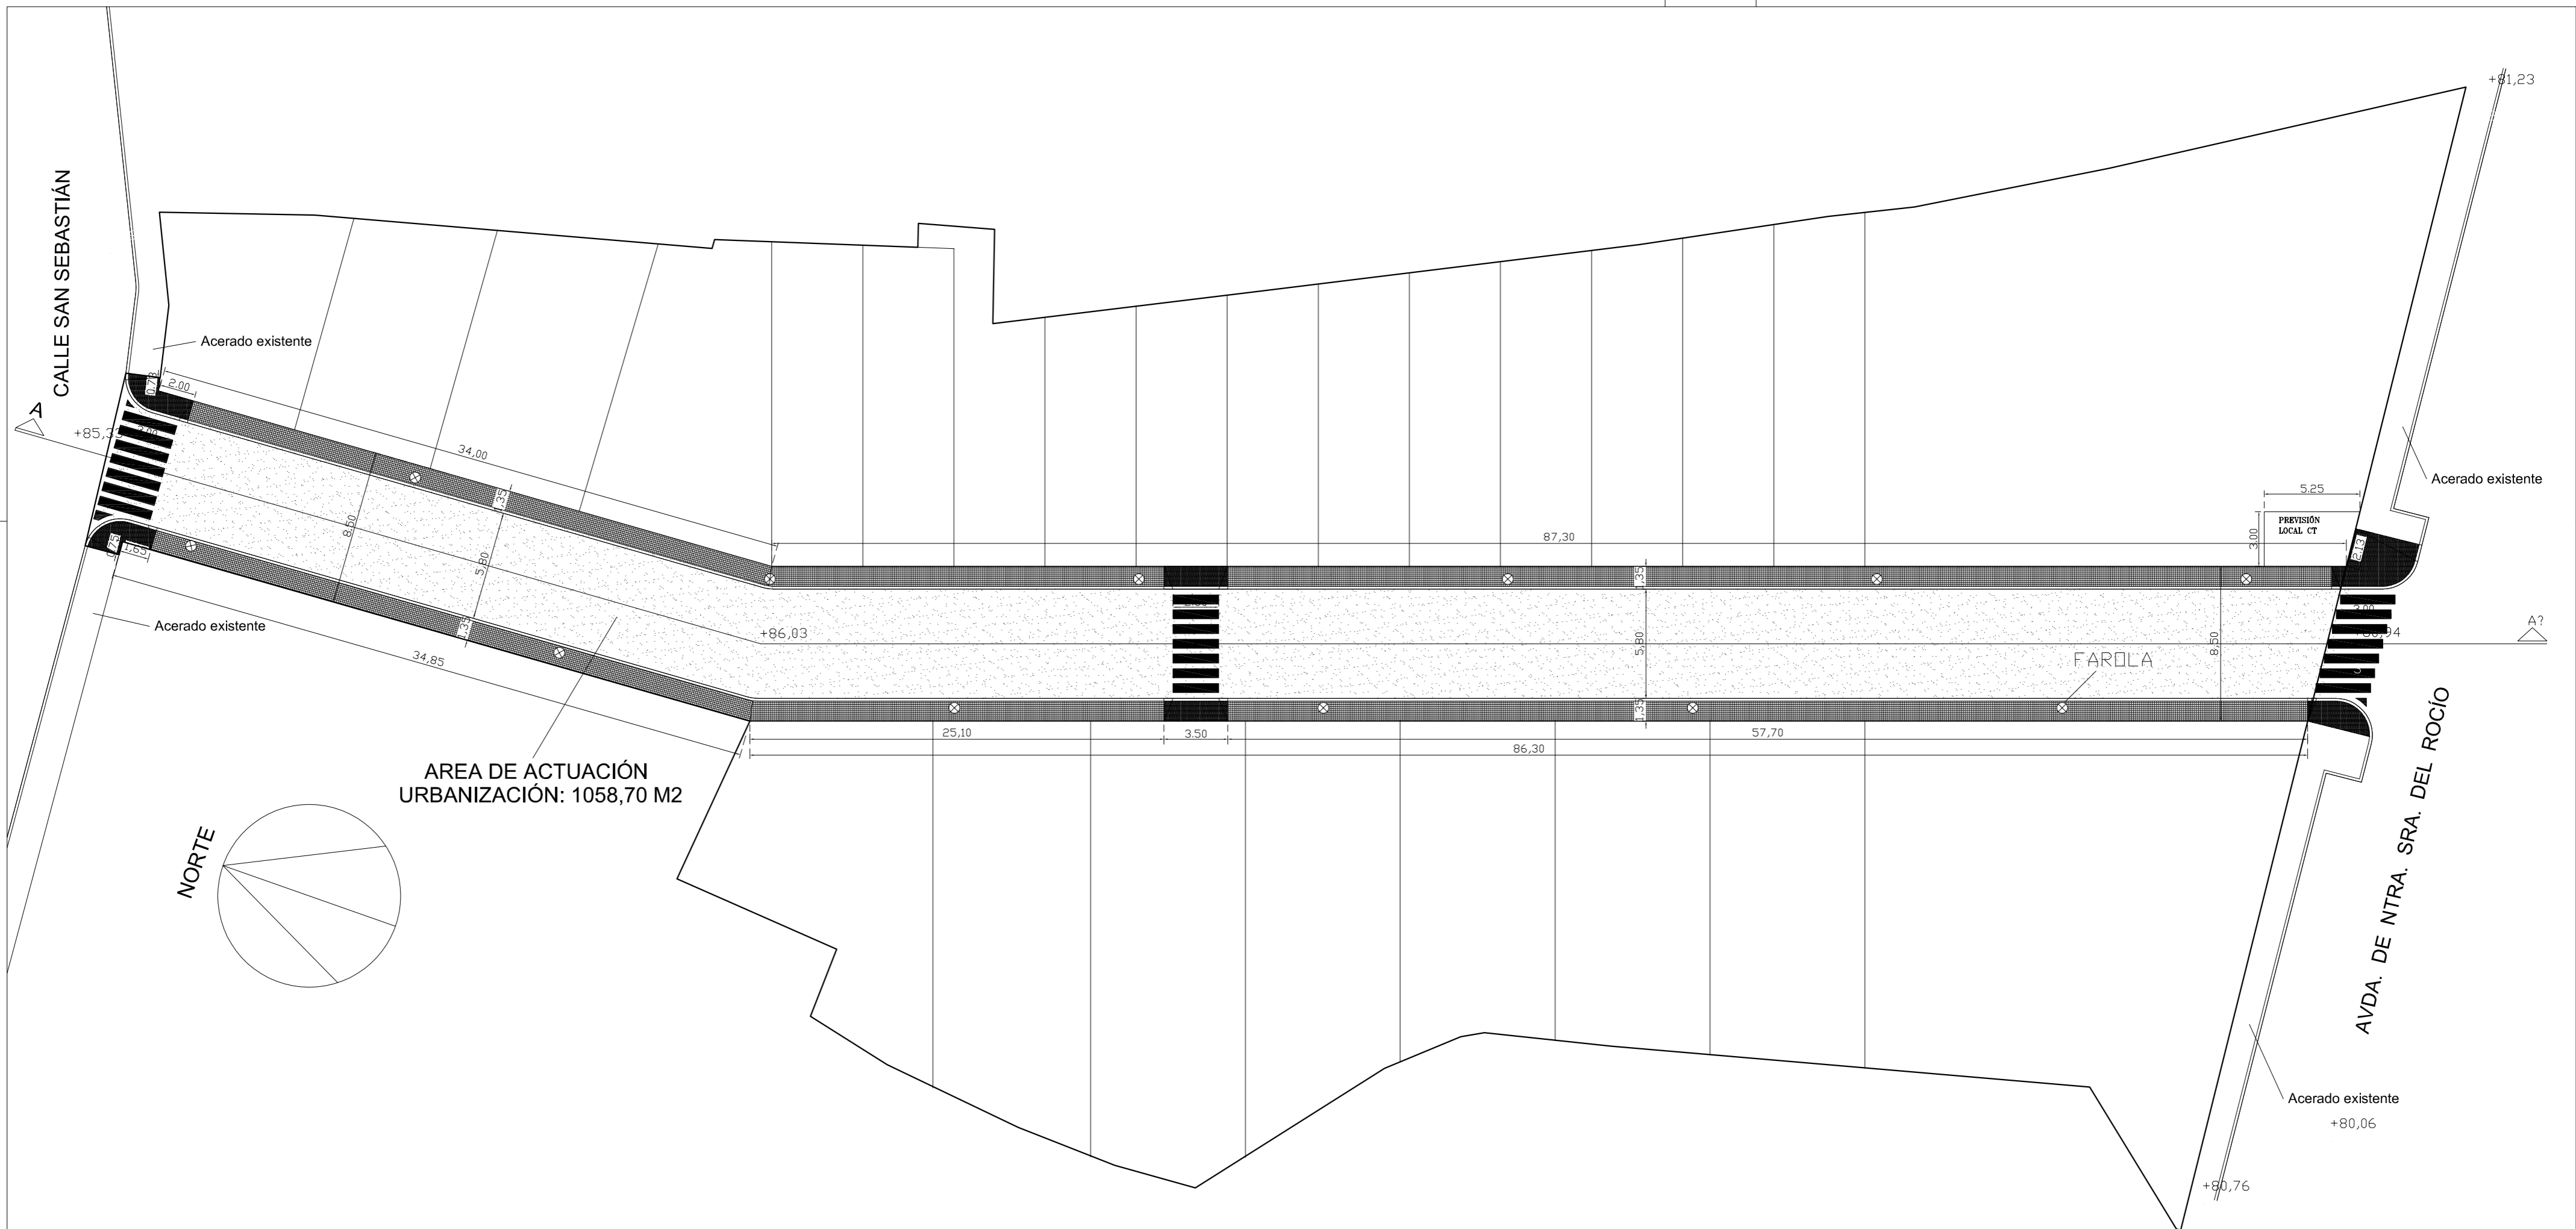 +81,23
CALLE SAN SEBASTIÁN
Acerado existente
A
+85,33
0,73
2.00
34,00
1,35
8,50
5,80
0,75
1,65
1,35
Acerado existente
34,85
+86,03
87,30
5.25
3.00
PREVISIÓN
LOCAL CT
2.13
Acerado existente
1,35
5,80
1,35
8,50
3.00
A?
FAROLA
25,10
3.50
57,70
86,30
AREA DE ACTUACIÓN
URBANIZACIÓN: 1058,70 M2
NORTE
AVDA. DE NTRA. SRA. DEL ROCÍO
Acerado existente
+80,06
+80,76